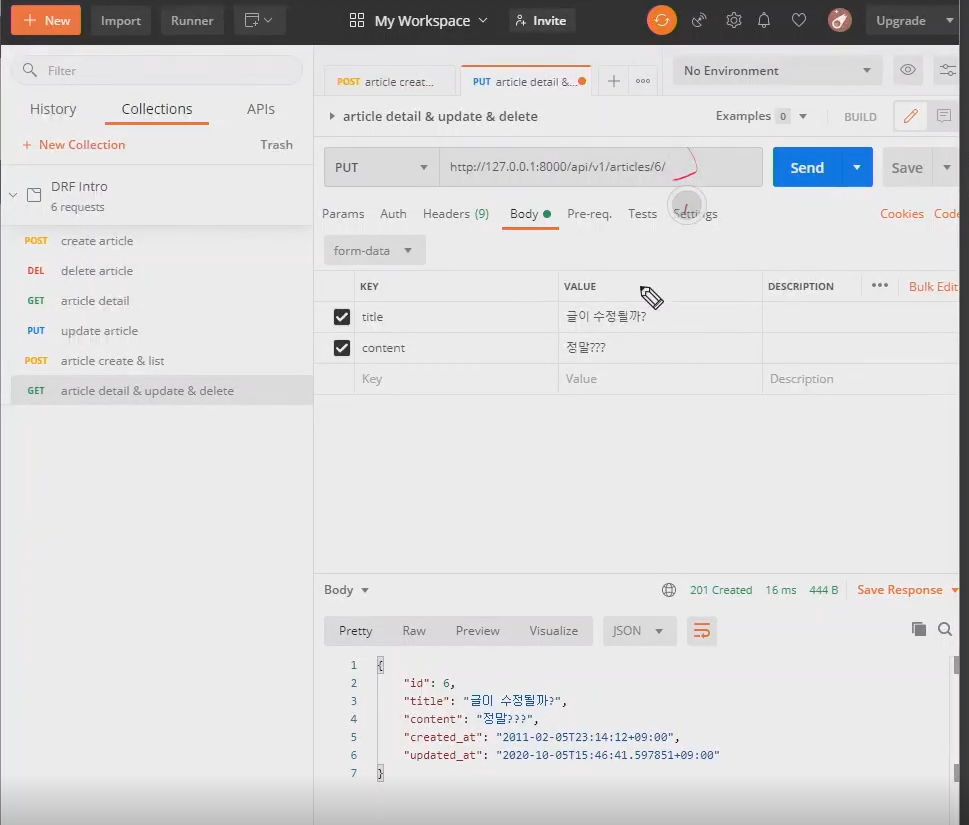 + New Import Runner My Workspace Invite Upgrade
Filter
History Collections APIs
+ New Collection Trash
DRF Intro
6 requests
POST create article
DEL delete article
GET article detail
PUT update article
POST article create & list
GET article detail & update & delete
POST article creat... PUT article detail &... + ••• No Environment
article detail & update & delete Examples 0 BUILD
PUT http://127.0.0.1:8000/api/v1/articles/6/ Send Save
Params Auth Headers (9) Body Pre-req. Tests Settings Cookies Code
form-data
KEY VALUE DESCRIPTION ••• Bulk Edit
title 글이 수정될까?
content 정말???
Key Value Description
Body 201 Created 16 ms 444 B Save Response
Pretty Raw Preview Visualize JSON
1 {
2 "id": 6,
3 "title": "글이 수정될까?",
4 "content": "정말???",
5 "created_at": "2011-02-05T23:14:12+09:00",
6 "updated_at": "2020-10-05T15:46:41.597851+09:00"
7 }